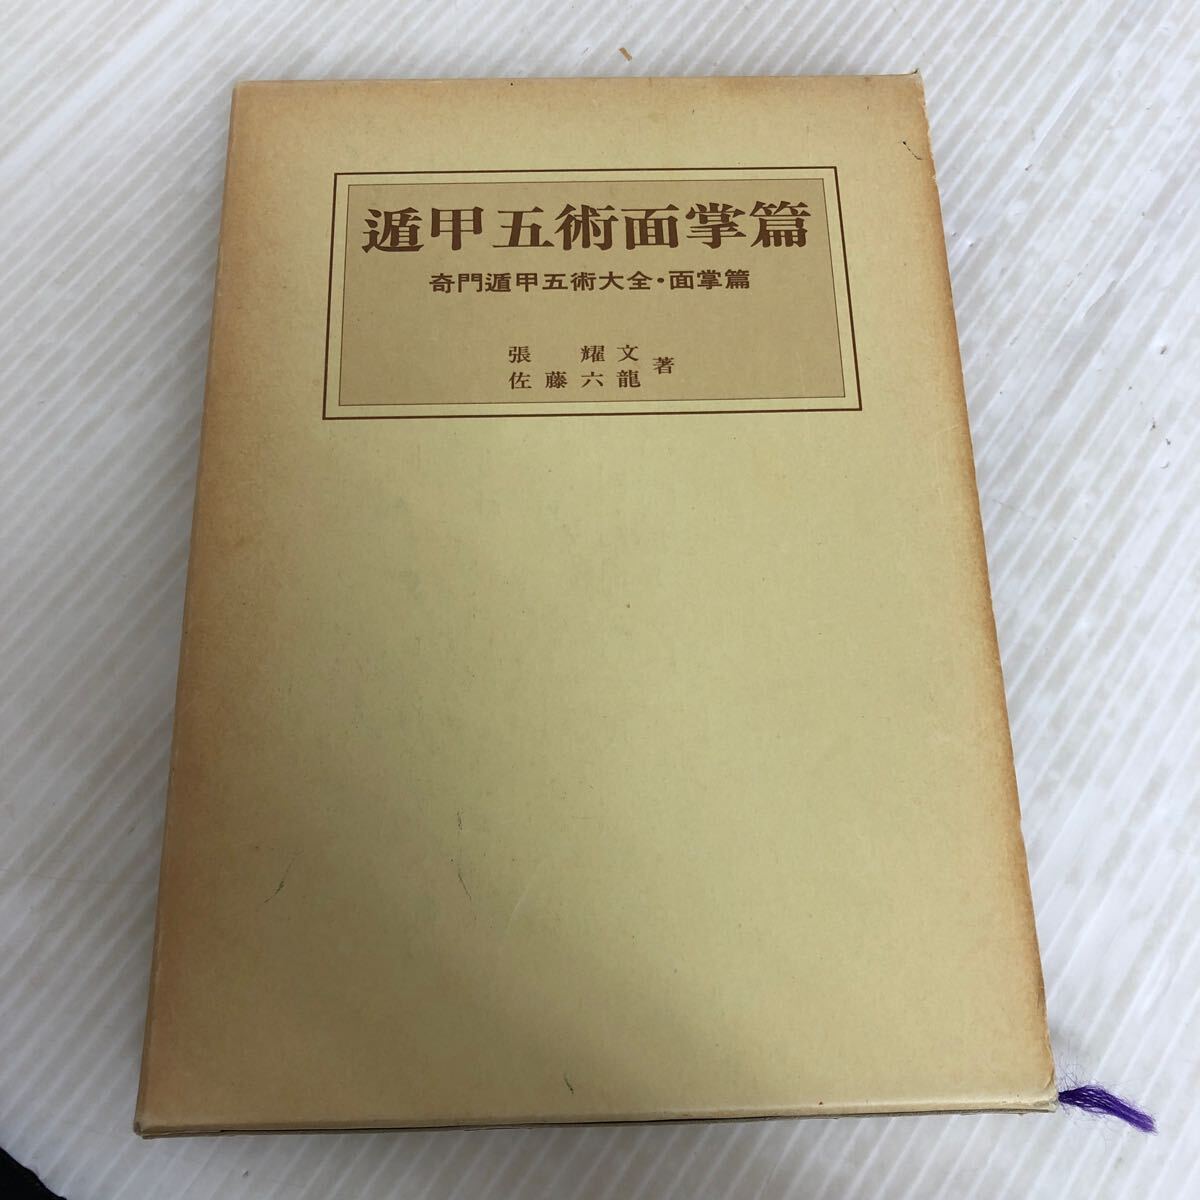 遁甲五術面掌篇
奇門遁甲五術大全・面掌篇
張 耀文
佐藤六龍 著